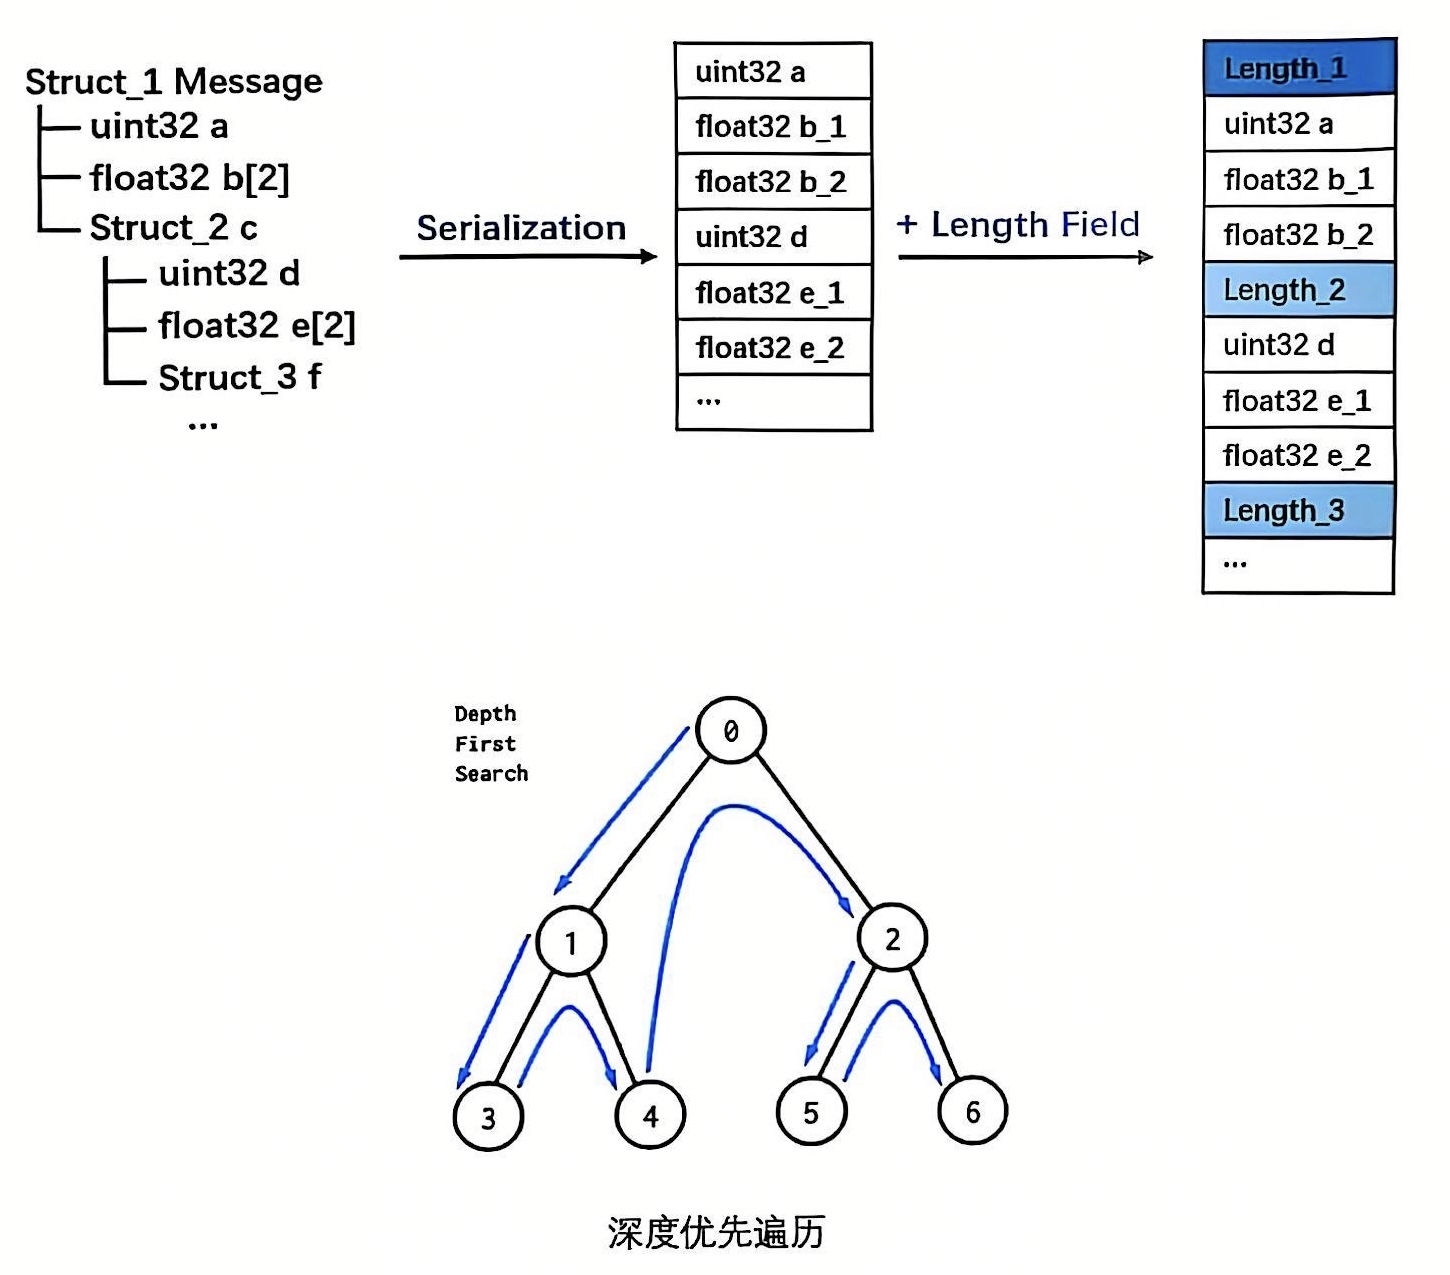 Struct_1 Message
uint32 a
float32 b[2]
Struct_2 c
uint32 d
float32 e[2]
Struct_3 f
...
Serialization
uint32 a
float32 b_1
float32 b_2
uint32 d
float32 e_1
float32 e_2
...
+ Length Field
Length_1
uint32 a
float32 b_1
float32 b_2
Length_2
uint32 d
float32 e_1
float32 e_2
Length_3
...
Depth
First
Search
0
1
2
3
4
5
6
深度优先遍历